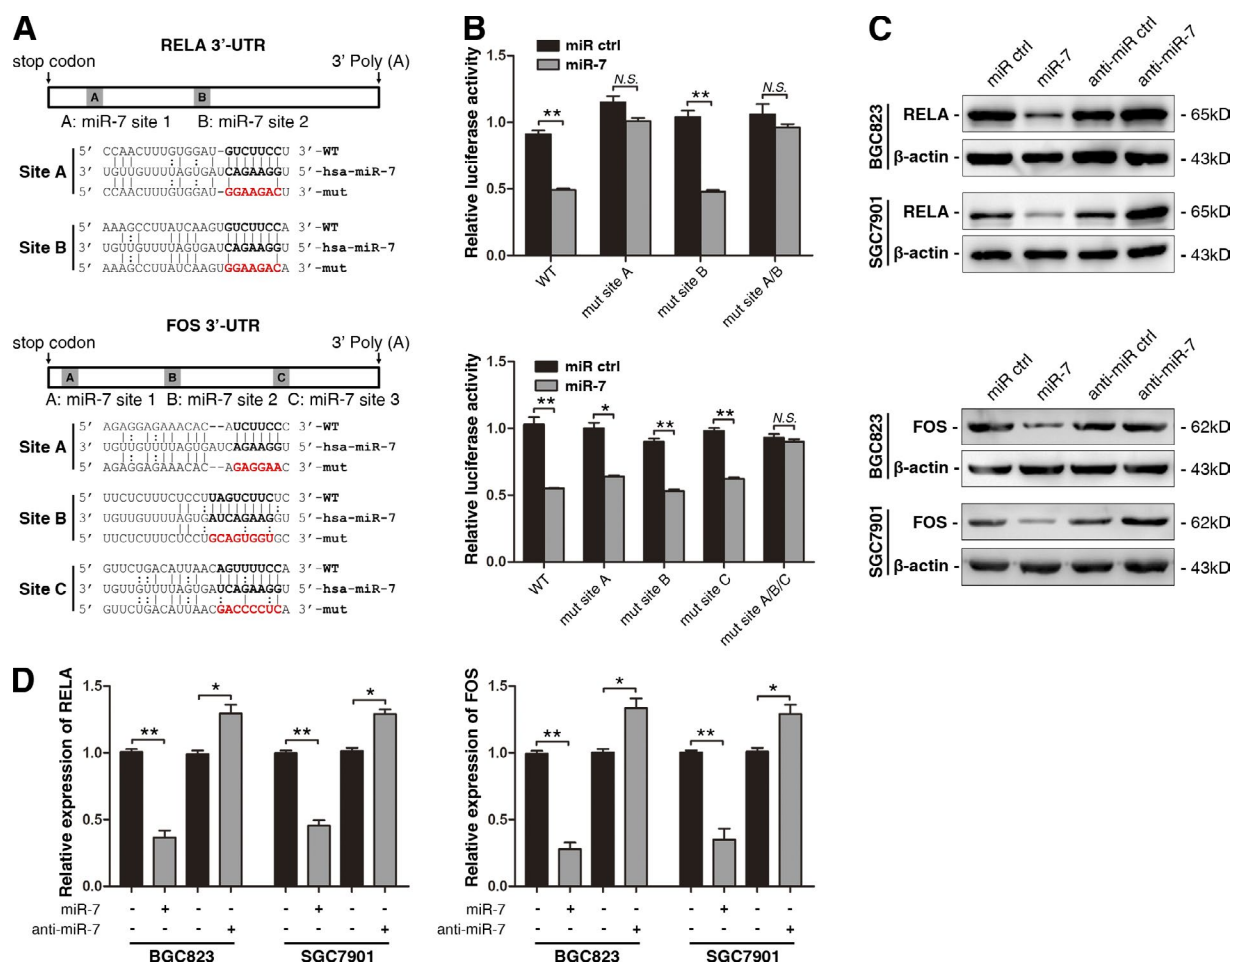 A
RELA 3’-UTR
stop codon 3’ Poly (A)
A B
A: miR-7 site 1 B: miR-7 site 2
Site A
5’ CCAACUUUGUGGAU-GUCUUCCU 3’-WT
3’ UGUUGUUUUAGUGAUCAGAAGGU 3’-hsa-miR-7
5’ CCAACUUUGUGGAU-GGAAGACU 3’-mut
Site B
5’ AAAGCCUUAUCAAGUGUCUUCCA 3’-WT
3’ UGUUGUUUUAGUGAUCAGAAGGU 3’-hsa-miR-7
5’ AAAGCCUUAUCAAGUGGAAGACA 3’-mut
FOS 3’-UTR
stop codon 3’ Poly (A)
A B C
A: miR-7 site 1 B: miR-7 site 2 C: miR-7 site 3
Site A
5’ AGAGGAGAAACAC--AUCUUCCC 3’-WT
3’ UGUUGUUUUAGUGAUCAGAAGGU 3’-hsa-miR-7
5’ AGAGGAGAAACAC--AGAGGAAC 3’-mut
Site B
5’ UUCUCUUUCUCCUUAGUCUUCUC 3’-WT
3’ UGUUGUUUUAGUGAUCAGAAGGU 3’-hsa-miR-7
5’ UUCUCUUUCUCCUGCAGUGGUGC 3’-mut
Site C
5’ GUUCUGACAUUAACAGUUUUCCA 3’-WT
3’ UGUUGUUUUAGUGAUCAGAAGGU 3’-hsa-miR-7
5’ GUUCUGACAUUAACGACCCCUCA 3’-mut
B
Relative luciferase activity
1.5
1.0
0.5
0.0
miR ctrl
miR-7
** N.S. ** N.S.
WT
mut site A
mut site B
mut site A/B
Relative luciferase activity
1.5
1.0
0.5
0.0
miR ctrl
miR-7
** * ** ** N.S.
WT
mut site A
mut site B
mut site C
mut site A/B/C
C
miR ctrl
miR-7
anti-miR ctrl
anti-miR-7
BGC823
RELA - - 65kD
β-actin - - 43kD
SGC7901
RELA - - 65kD
β-actin - - 43kD
miR ctrl
miR-7
anti-miR ctrl
anti-miR-7
BGC823
FOS - - 62kD
β-actin - - 43kD
SGC7901
FOS - - 62kD
β-actin - - 43kD
D
Relative expression of RELA
1.5
1.0
0.5
0.0
** * ** *
miR-7 - + - - - + - -
anti-miR-7 - - - + - - - +
BGC823 SGC7901
Relative expression of FOS
1.5
1.0
0.5
0.0
** * ** *
- + - - - + - -
- - - + - - - +
BGC823 SGC7901